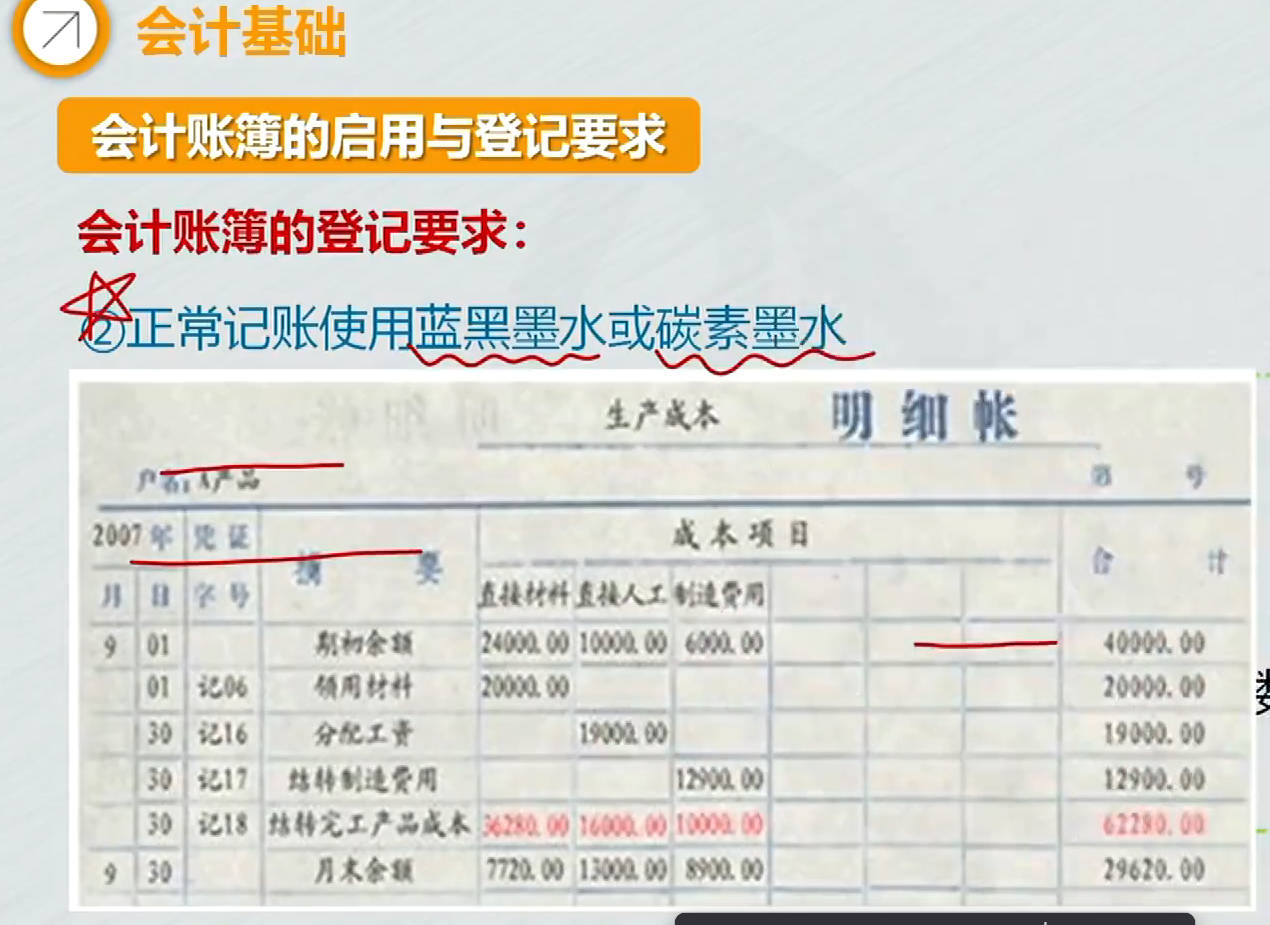 会计基础
会计账簿的启用与登记要求
会计账簿的登记要求：
②正常记账使用蓝黑墨水或碳素墨水
生产成本 明细帐
户名：A产品 第 号
2007年 凭证 摘要 成本项目 合计
月 日 字号 直接材料 直接人工 制造费用
9 01 期初余额 24000.00 10000.00 6000.00 40000.00
01 记06 领用材料 20000.00 20000.00
30 记16 分配工资 19000.00 19000.00
30 记17 结转制造费用 12900.00 12900.00
30 记18 结转完工产品成本 36280.00 16000.00 10000.00 62280.00
9 30 月末余额 7720.00 13000.00 8900.00 29620.00